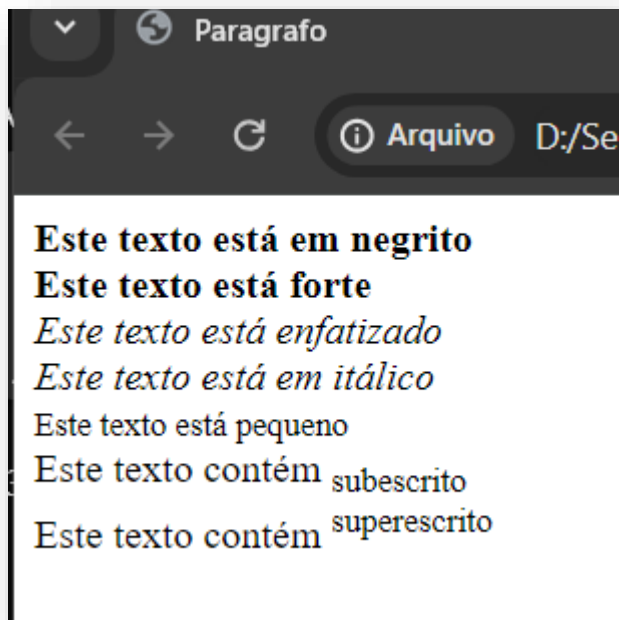 Paragrafo
Arquivo D:/Se
Este texto está em negrito
Este texto está forte
Este texto está enfatizado
Este texto está em itálico
Este texto está pequeno
Este texto contém subescrito
Este texto contém superescrito